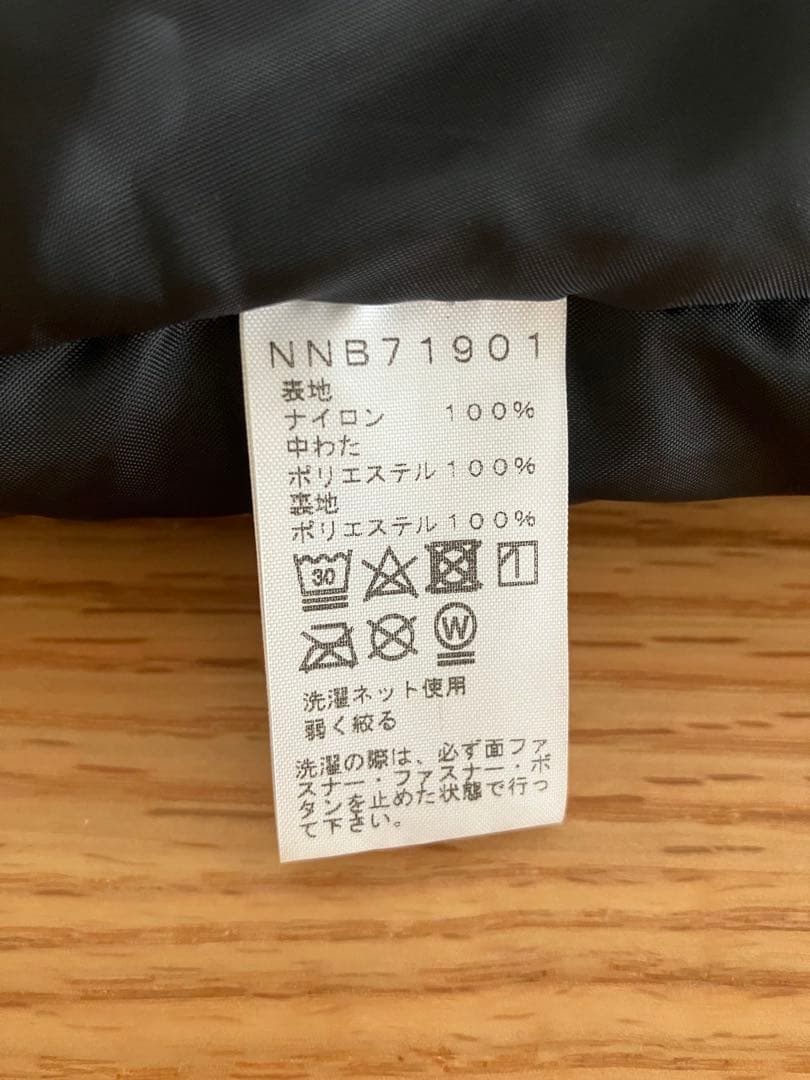 NNB71901
表地
ナイロン 100%
中わた
ポリエステル100%
裏地
ポリエステル100%
30
W
洗濯ネット使用
弱く絞る
洗濯の際は、必ず面ファ
スナー・ファスナー・ボ
タンを止めた状態で行っ
て下さい。